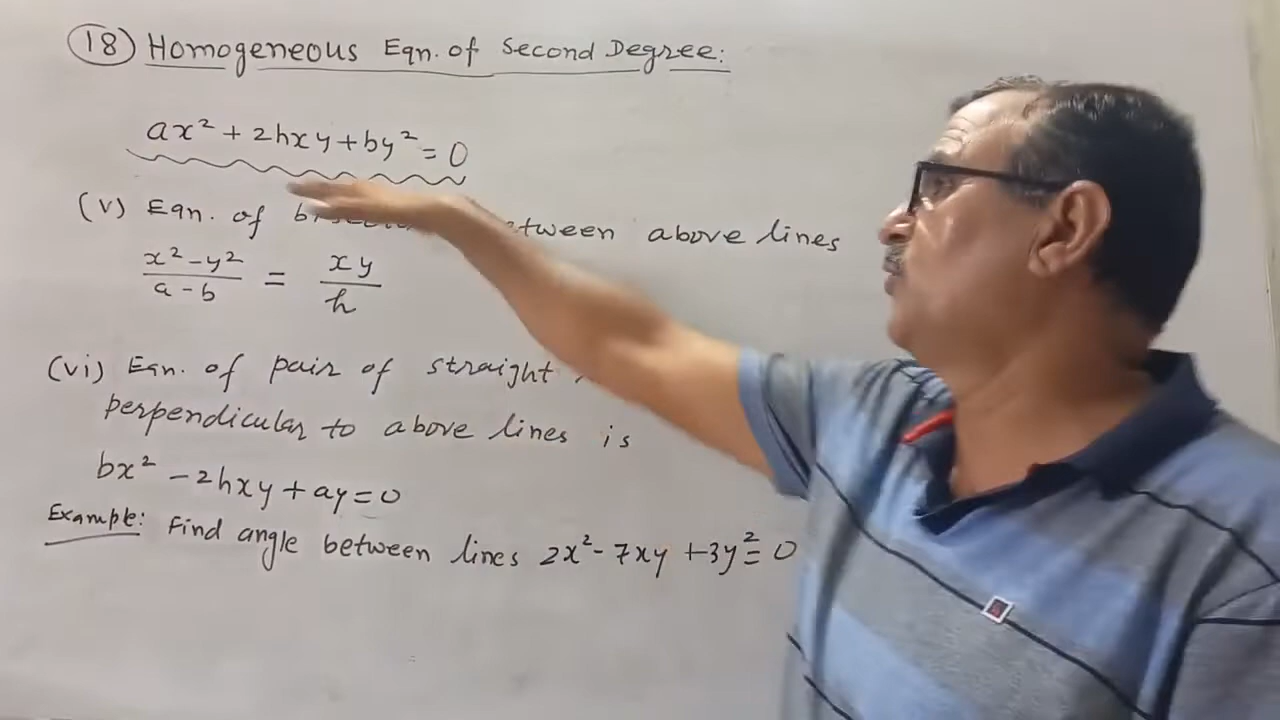 (18) Homogeneous Eqn. of Second Degree:
ax² + 2hxy + by² = 0
(v) Eqn. of between above lines
x² - y² / a - b = xy / h
(vi) Eqn. of pair of straight
perpendicular to above lines is
bx² - 2hxy + ay = 0
Example: Find angle between lines 2x² - 7xy + 3y² = 0